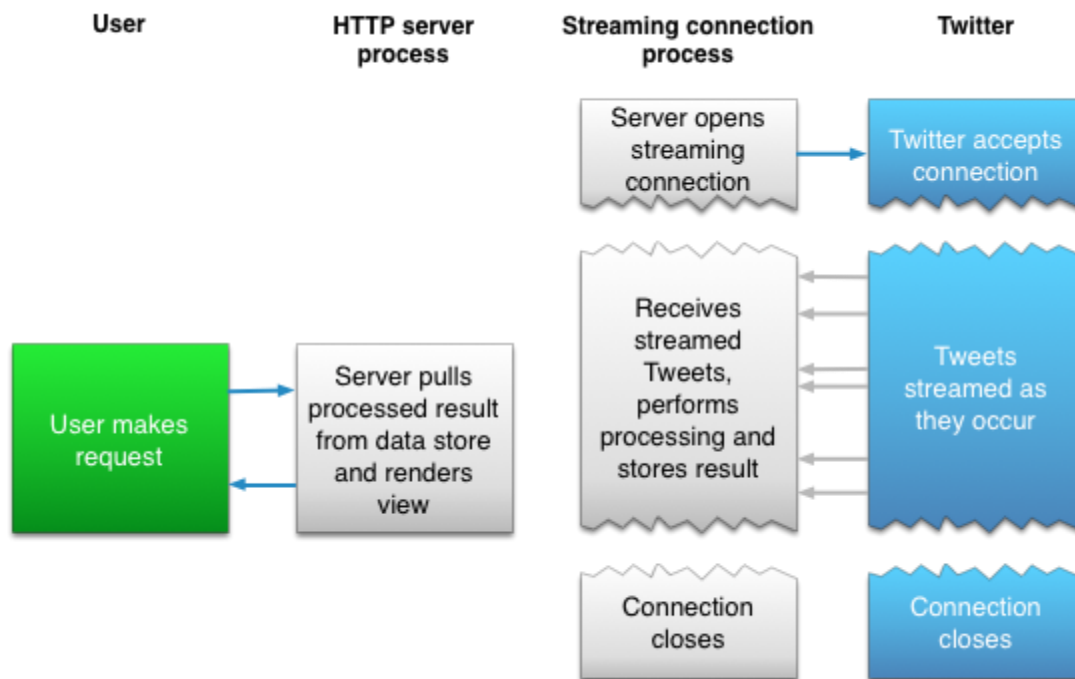 User
HTTP server
process
Streaming connection
process
Twitter
Server opens
streaming
connection
Twitter accepts
connection
User makes
request
Server pulls
processed result
from data store
and renders
view
Receives
streamed
Tweets,
performs
processing and
stores result
Tweets
streamed as
they occur
Connection
closes
Connection
closes